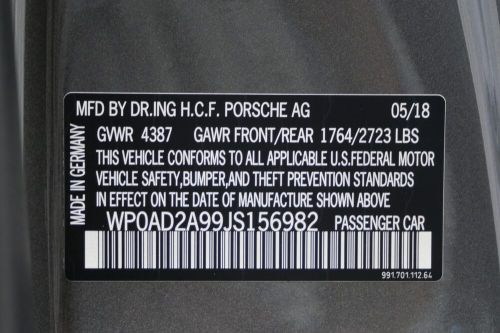 MFD BY DR.ING H.C.F. PORSCHE AG 05/18
GVWR 4387 GAWR FRONT/REAR 1764/2723 LBS
THIS VEHICLE CONFORMS TO ALL APPLICABLE U.S.FEDERAL MOTOR
VEHICLE SAFETY,BUMPER,AND THEFT PREVENTION STANDARDS
IN EFFECT ON THE DATE OF MANUFACTURE SHOWN ABOVE.
WP0AD2A99JS156982 PASSENGER CAR
991.701.112.64
MADE IN GERMANY